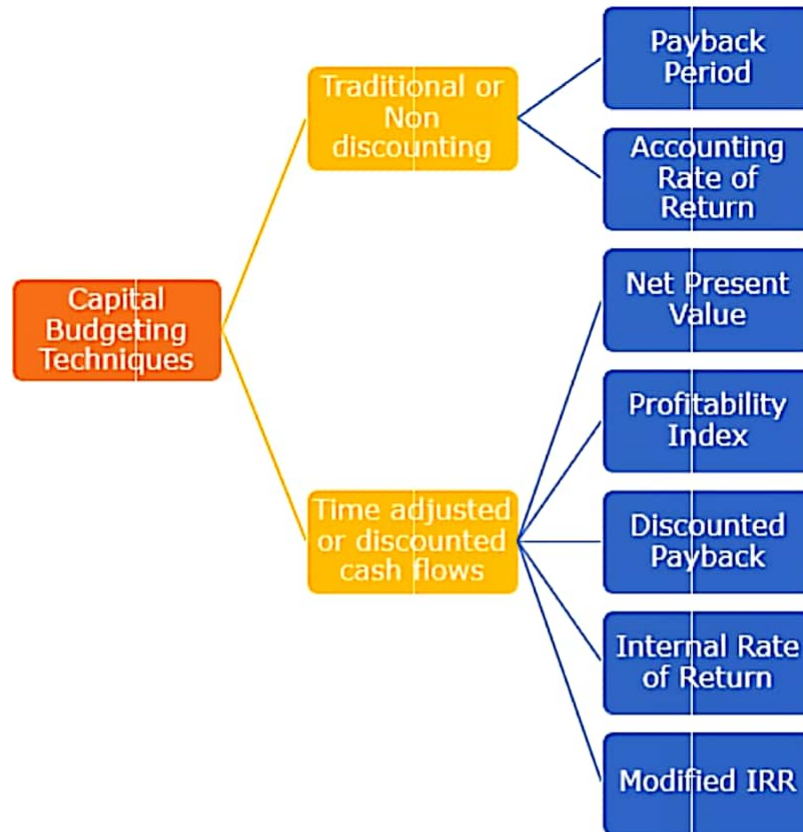 Payback
Period
Traditional or
Non
discounting
Accounting
Rate of
Return
Capital
Budgeting
Techniques
Net Present
Value
Profitability
Index
Time adjusted
or discounted
cash flows
Discounted
Payback
Internal Rate
of Return
Modified IRR